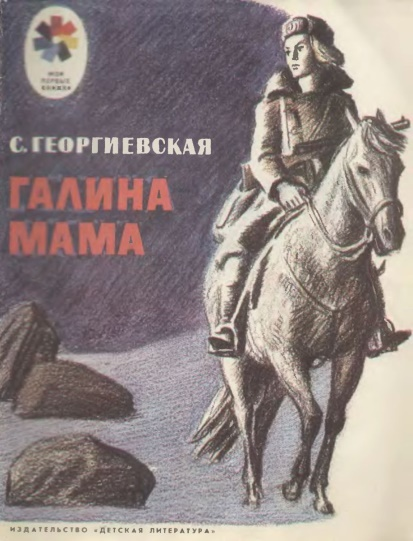 МОИ
ПЕРВЫЕ
КНИЖКИ
С. ГЕОРГИЕВСКАЯ
ГАЛИНА
МАМА
ИЗДАТЕЛЬСТВО «ДЕТСКАЯ ЛИТЕРАТУРА»